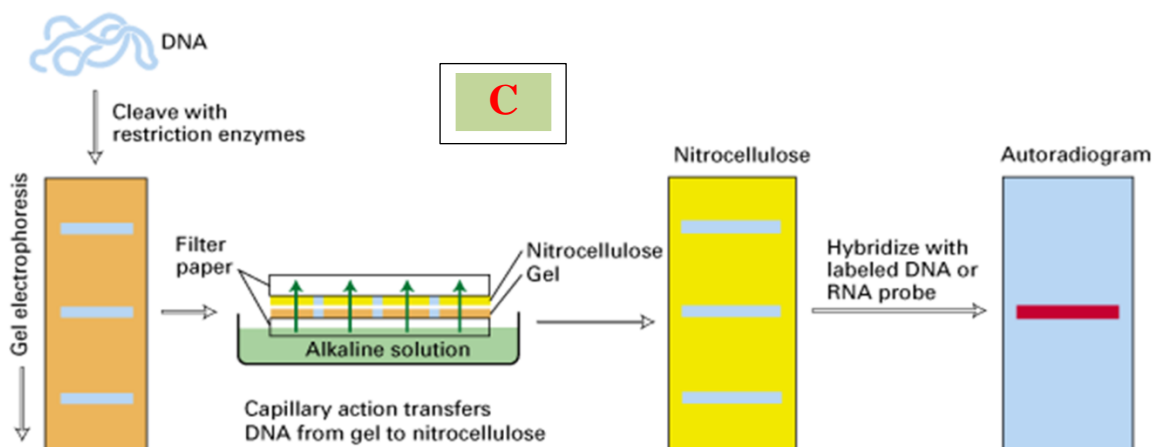 DNA
Cleave with
restriction enzymes
C
Gel electrophoresis
Filter
paper
Nitrocellulose
Gel
Alkaline solution
Capillary action transfers
DNA from gel to nitrocellulose
Nitrocellulose
Hybridize with
labeled DNA or
RNA probe
Autoradiogram